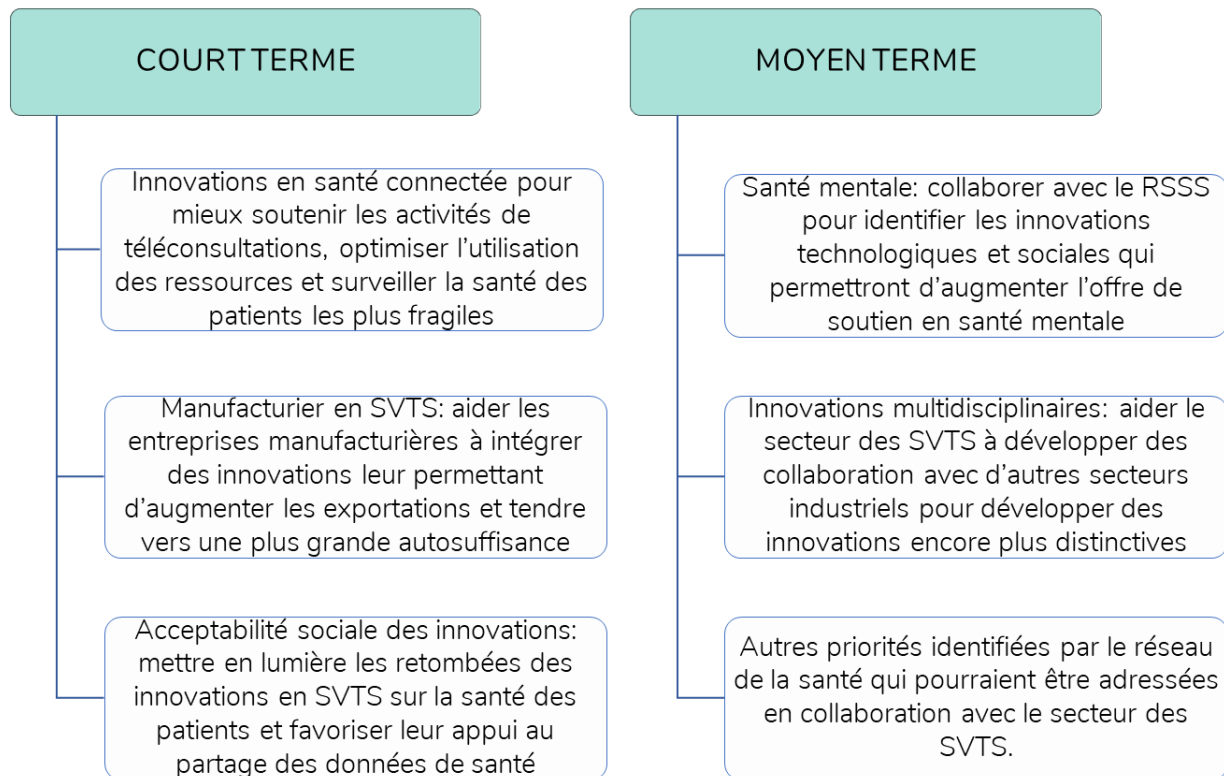 COURT TERME
Innovations en santé connectée pour
mieux soutenir les activités de
téléconsultations, optimiser l'utilisation
des ressources et surveiller la santé des
patients les plus fragiles
Manufacturier en SVTS: aider les
entreprises manufacturières à intégrer
des innovations leur permettant
d'augmenter les exportations et tendre
vers une plus grande autosuffisance
Acceptabilité sociale des innovations:
mettre en lumière les retombées des
innovations en SVTS sur la santé des
patients et favoriser leur appui au
partage des données de santé
MOYEN TERME
Santé mentale: collaborer avec le RSSS
pour identifier les innovations
technologiques et sociales qui
permettront d'augmenter l'offre de
soutien en santé mentale
Innovations multidisciplinaires: aider le
secteur des SVTS à développer des
collaboration avec d'autres secteurs
industriels pour développer des
innovations encore plus distinctives
Autres priorités identifiées par le réseau
de la santé qui pourraient être adressées
en collaboration avec le secteur des
SVTS.